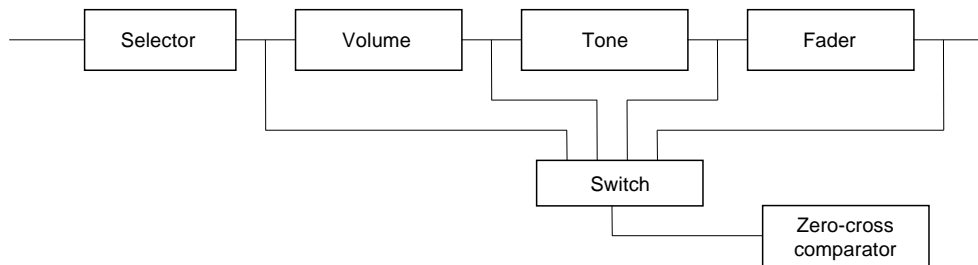 Selector
Volume
Tone
Fader
Switch
Zero-cross
comparator